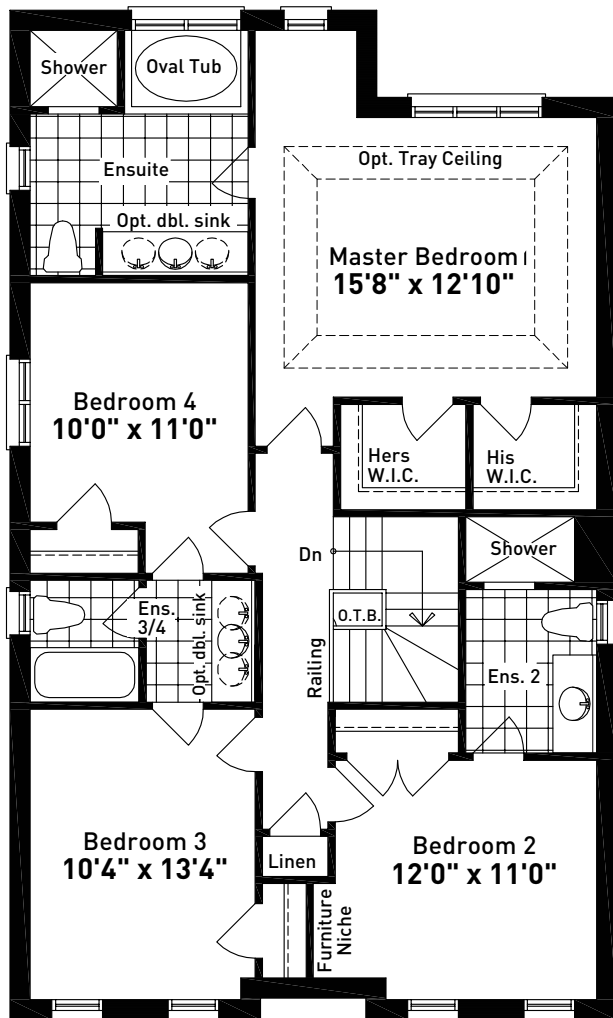 Shower
Oval Tub
Ensuite
Opt. dbl. sink
Opt. Tray Ceiling
Master Bedroom
15'8" x 12'10"
Bedroom 4
10'0" x 11'0"
Hers
W.I.C.
His
W.I.C.
Dn
Shower
O.T.B.
Ens.
3/4
Opt. dbl. sink
Railing
Ens. 2
Bedroom 3
10'4" x 13'4"
Linen
Bedroom 2
12'0" x 11'0"
Furniture
Niche